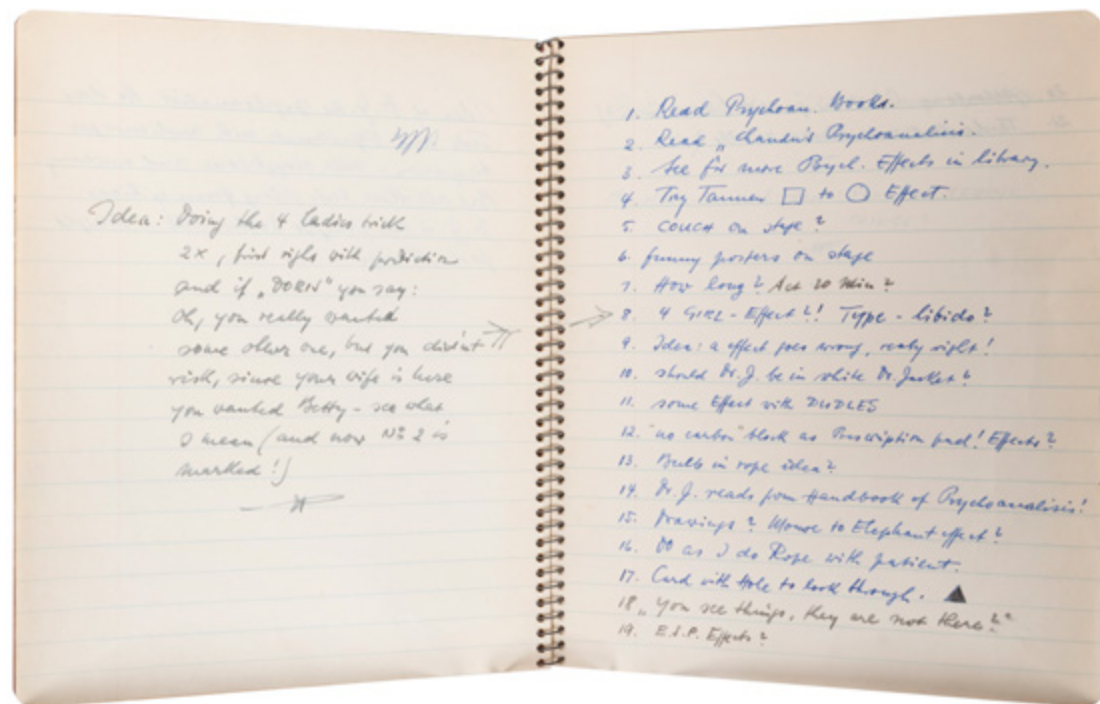 Idea: Doing the 4 ladies trick
2x, first right with prediction
and if „DORIS" you say:
Oh, you really wanted
some other one, but you didn't
wish, since your wife is here
you wanted Betty - see what
I mean (and now No 2 is
marked!)
1. Read Psychoan. Books.
2. Read „ Psychoanalisis.
3. See for more Psych. Effects in library.
4. Try Tannen □ to ○ Effect.
5. COUCH on stage?
6. funny posters on stage
7. How long? Act 20 Min?
8. 4 GIRL - Effect?! Type - libido?
9. Idea: a effect goes wrong, really right!
10. should Dr. J. be in white Dr. Jacket?
11. some Effect with DUDLES
12. "no carbon" block as Prescription pad! Effects?
13. Bulb in rope idea?
14. Dr. J. reads from Handbook of Psychoanalisis!
15. Drawings? Mouse to Elephant effect?
16. DO as I do Rope with patient.
17. Card with Hole to look through.
18. „You see things, they are not there?"
19. E.S.P. Effects?